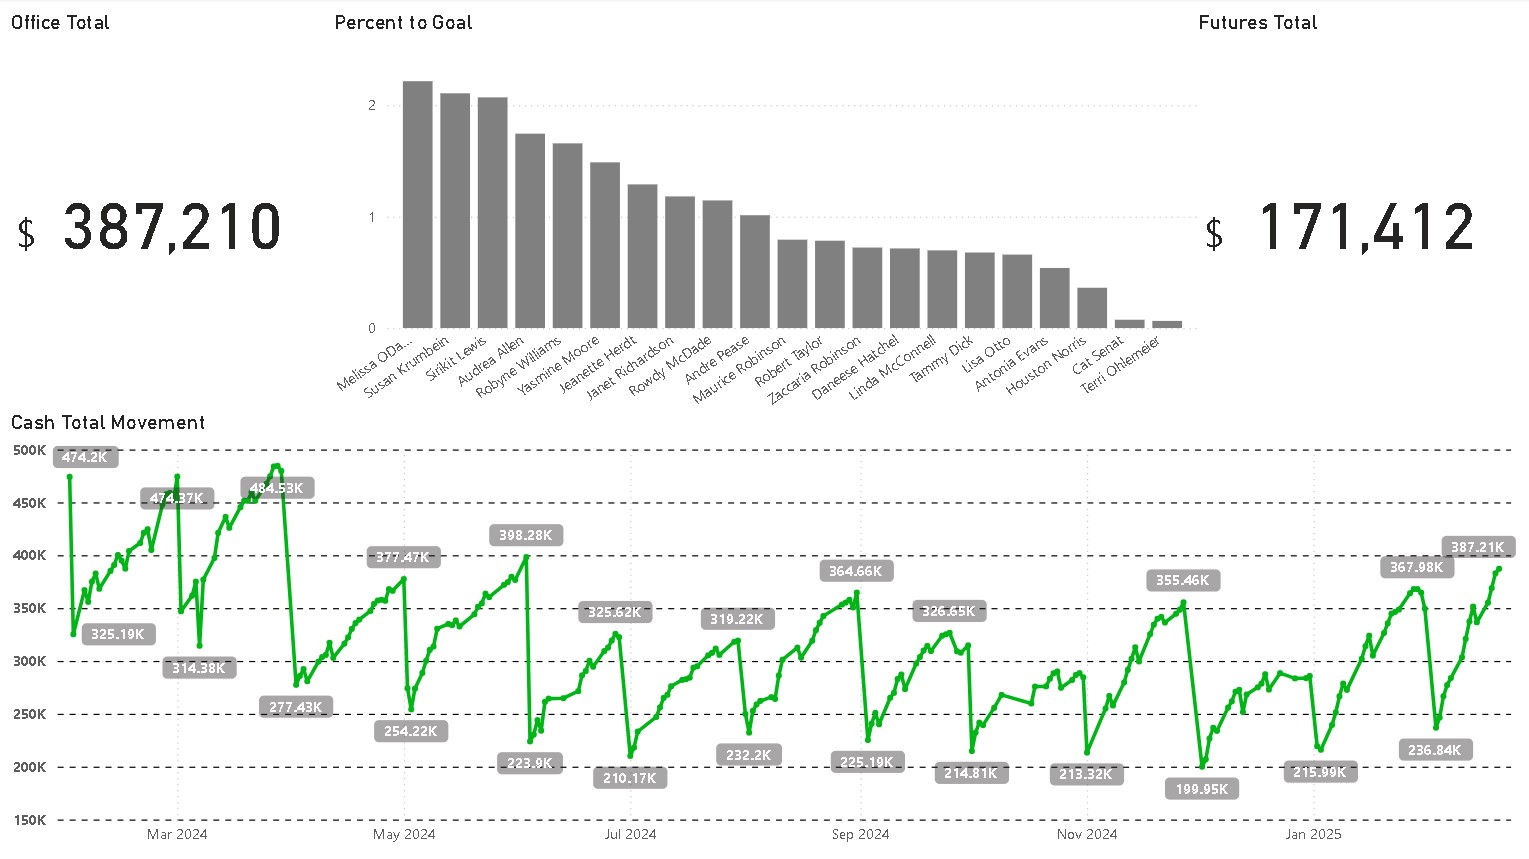 Office Total
Percent to Goal
Futures Total
$ 387,210
2
1
0
Melissa ODa...
Susan Krumbein
Sirikit Lewis
Audrea Allen
Robyne Williams
Yasmine Moore
Jeanette Herdt
Janet Richardson
Rowdy McDade
Andre Pease
Maurice Robinson
Robert Taylor
Zaccaria Robinson
Daneese Hatchel
Linda McConnell
Tammy Dick
Lisa Otto
Antonia Evans
Houston Norris
Cat Senat
Terri Ohlemeier
$ 171,412
Cash Total Movement
500K
450K
400K
350K
300K
250K
200K
150K
474.2K
325.19K
474.37K
314.38K
484.53K
277.43K
377.47K
254.22K
398.28K
223.9K
325.62K
210.17K
319.22K
232.2K
364.66K
225.19K
326.65K
214.81K
213.32K
355.46K
199.95K
215.99K
367.98K
236.84K
387.21K
Mar 2024
May 2024
Jul 2024
Sep 2024
Nov 2024
Jan 2025